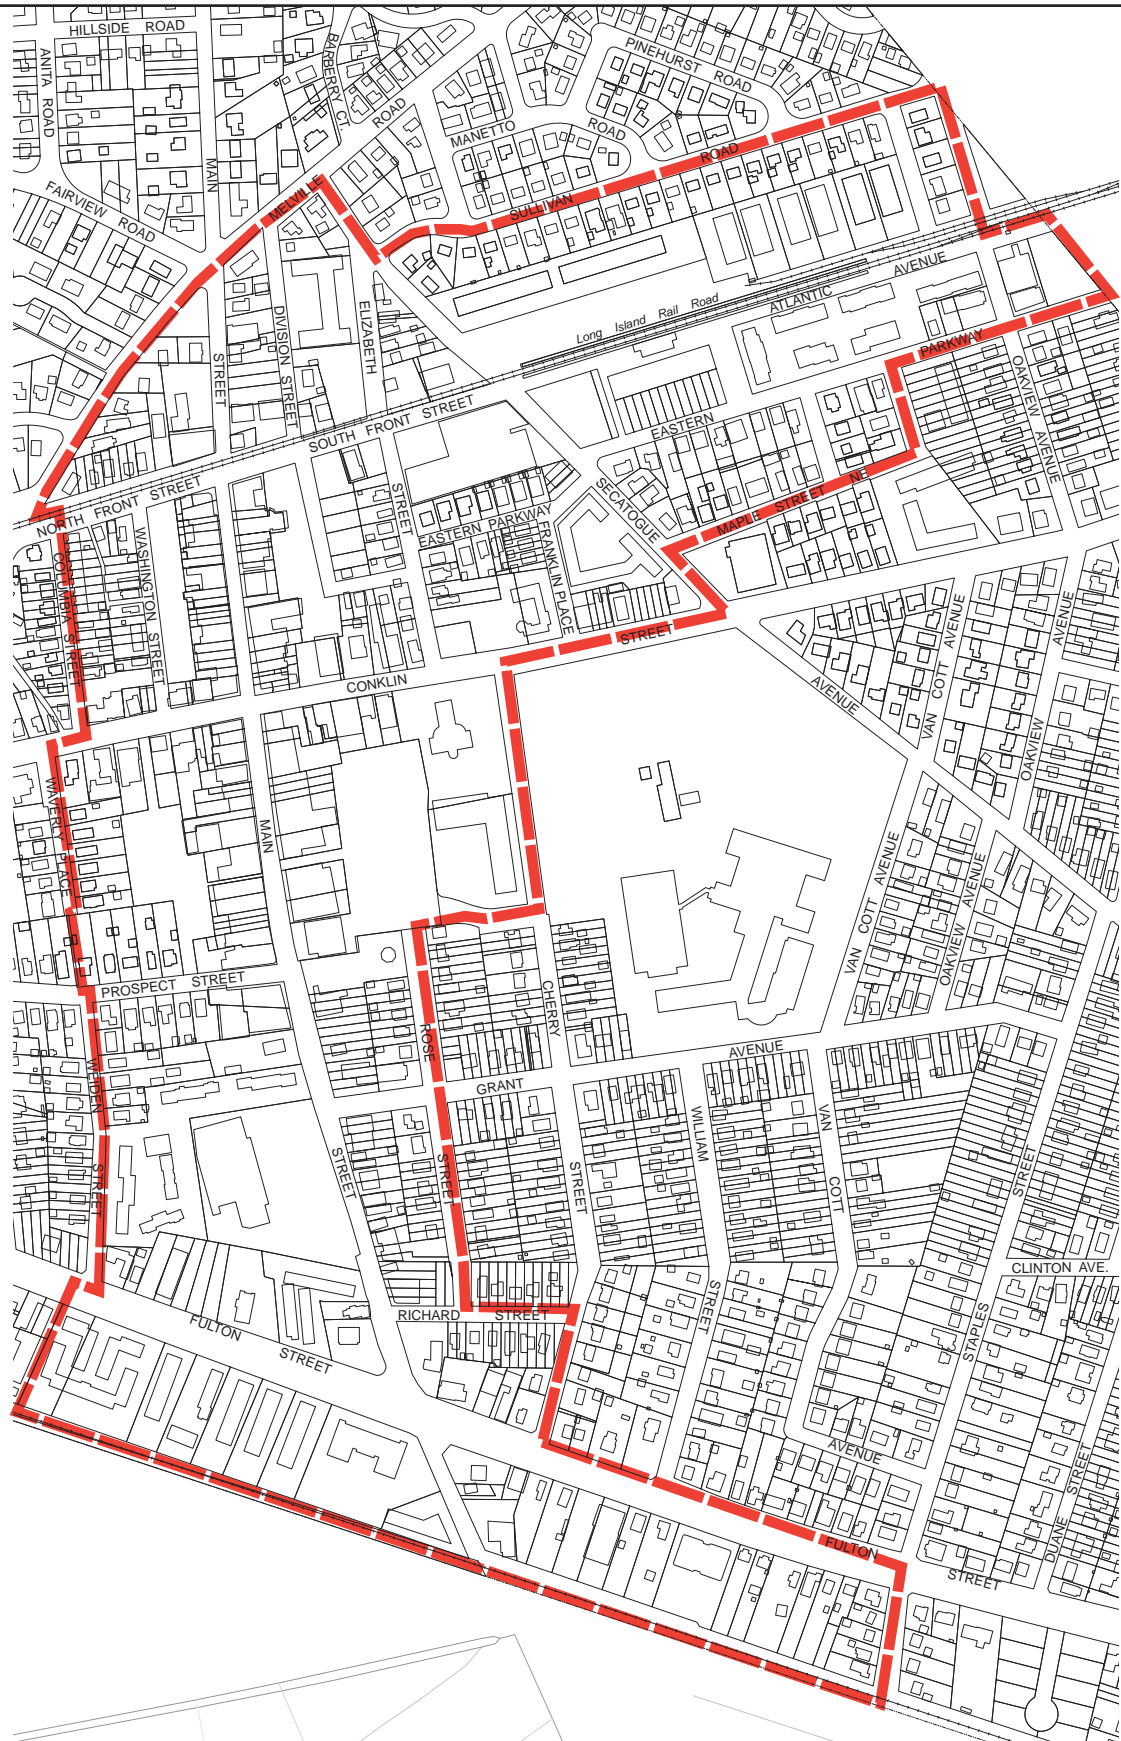 HILLSIDE ROAD
ANITA ROAD
BARBERRY CT.
PINEHURST ROAD
ROAD
MANETTO ROAD
MAIN
ROAD
FAIRVIEW ROAD
MELVILLE
SULLIVAN
AVENUE
ATLANTIC
Long Island Rail Road
DIVISION STREET
ELIZABETH
STREET
PARKWAY
OAKVIEW AVENUE
SOUTH FRONT STREET
EASTERN
NORTH FRONT STREET
STREET
SECATOGUE
MAPLE STREET NE
EASTERN PARKWAY
FRANKLIN PLACE
COLUMBIA STREET
WASHINGTON STREET
STREET
CONKLIN
AVENUE
VAN COTT AVENUE
AVENUE
OAKVIEW
WAVERLY PLACE
MAIN
VAN COTT AVENUE
OAKVIEW AVENUE
PROSPECT STREET
CHERRY
ROSE
AVENUE
GRANT
WEIDEN
WILLIAM
VAN
COTT
STREET
STREET
STREET
STREET
STREET
CLINTON AVE.
STREET
RICHARD STREET
FULTON
STREET
STAPLES
AVENUE
STREET
DUANE
FULTON
STREET